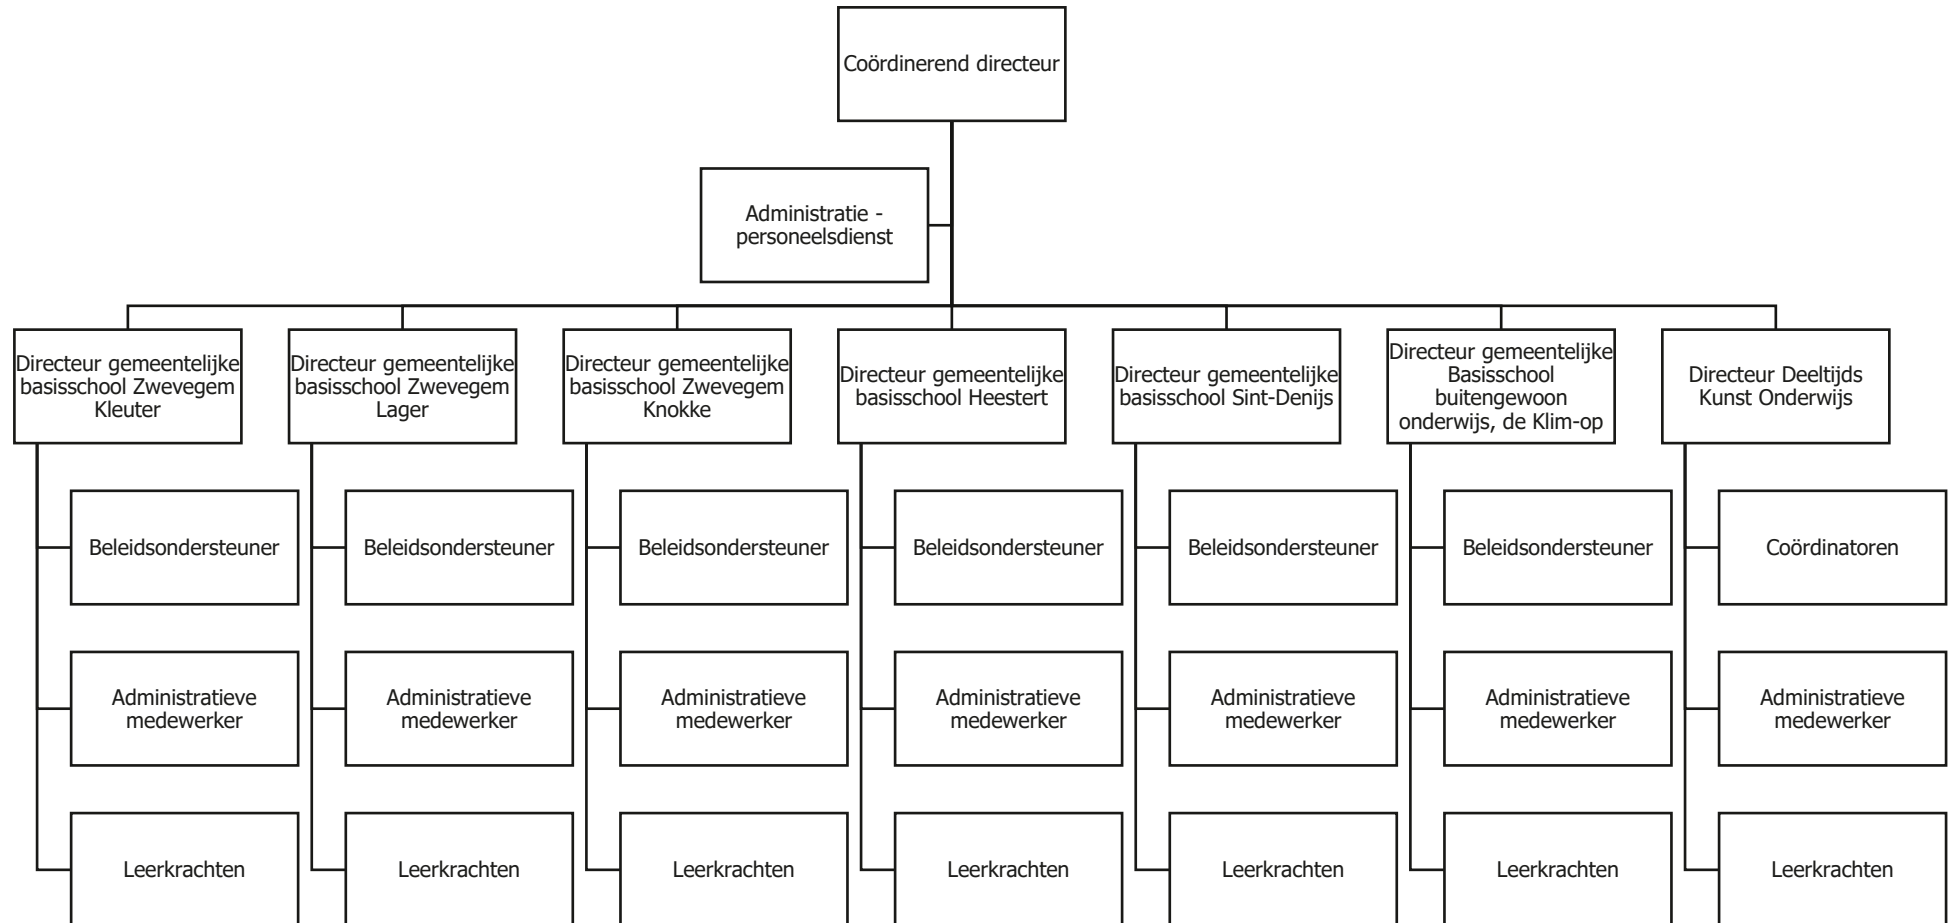 Coördinerend directeur
Administratie -
personeelsdienst
Directeur gemeentelijke
basisschool Zwevegem
Kleuter
Directeur gemeentelijke
basisschool Zwevegem
Lager
Directeur gemeentelijke
basisschool Zwevegem
Knokke
Directeur gemeentelijke
basisschool Heestert
Directeur gemeentelijke
basisschool Sint-Denijs
Directeur gemeentelijke
Basisschool
buitengewoon
onderwijs, de Klim-op
Directeur Deeltijds
Kunst Onderwijs
Beleidsondersteuner
Beleidsondersteuner
Beleidsondersteuner
Beleidsondersteuner
Beleidsondersteuner
Beleidsondersteuner
Coördinatoren
Administratieve
medewerker
Administratieve
medewerker
Administratieve
medewerker
Administratieve
medewerker
Administratieve
medewerker
Administratieve
medewerker
Administratieve
medewerker
Leerkrachten
Leerkrachten
Leerkrachten
Leerkrachten
Leerkrachten
Leerkrachten
Leerkrachten